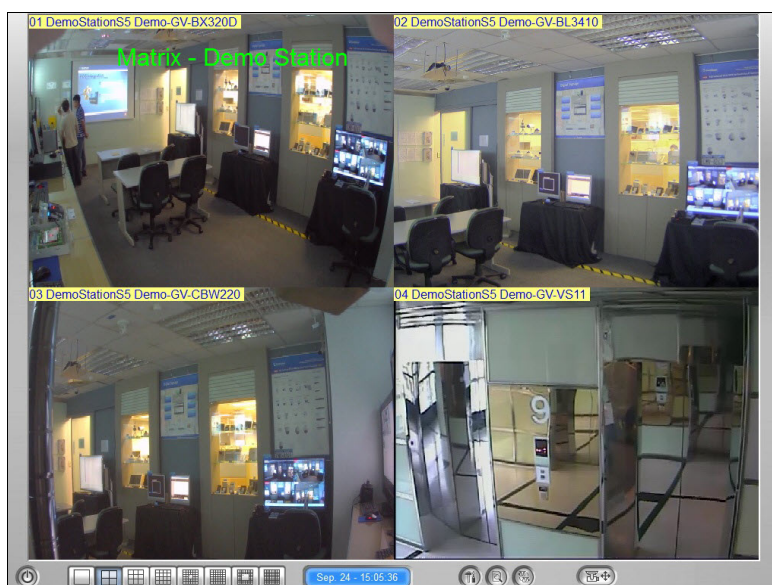 01 DemoStationS5 Demo-GV-BX320D
02 DemoStationS5 Demo-GV-BL3410
Matrix - Demo Station
03 DemoStationS5 Demo-GV-CBW220
04 DemoStationS5 Demo-GV-VS11
9
Sep. 24 - 15:05:36